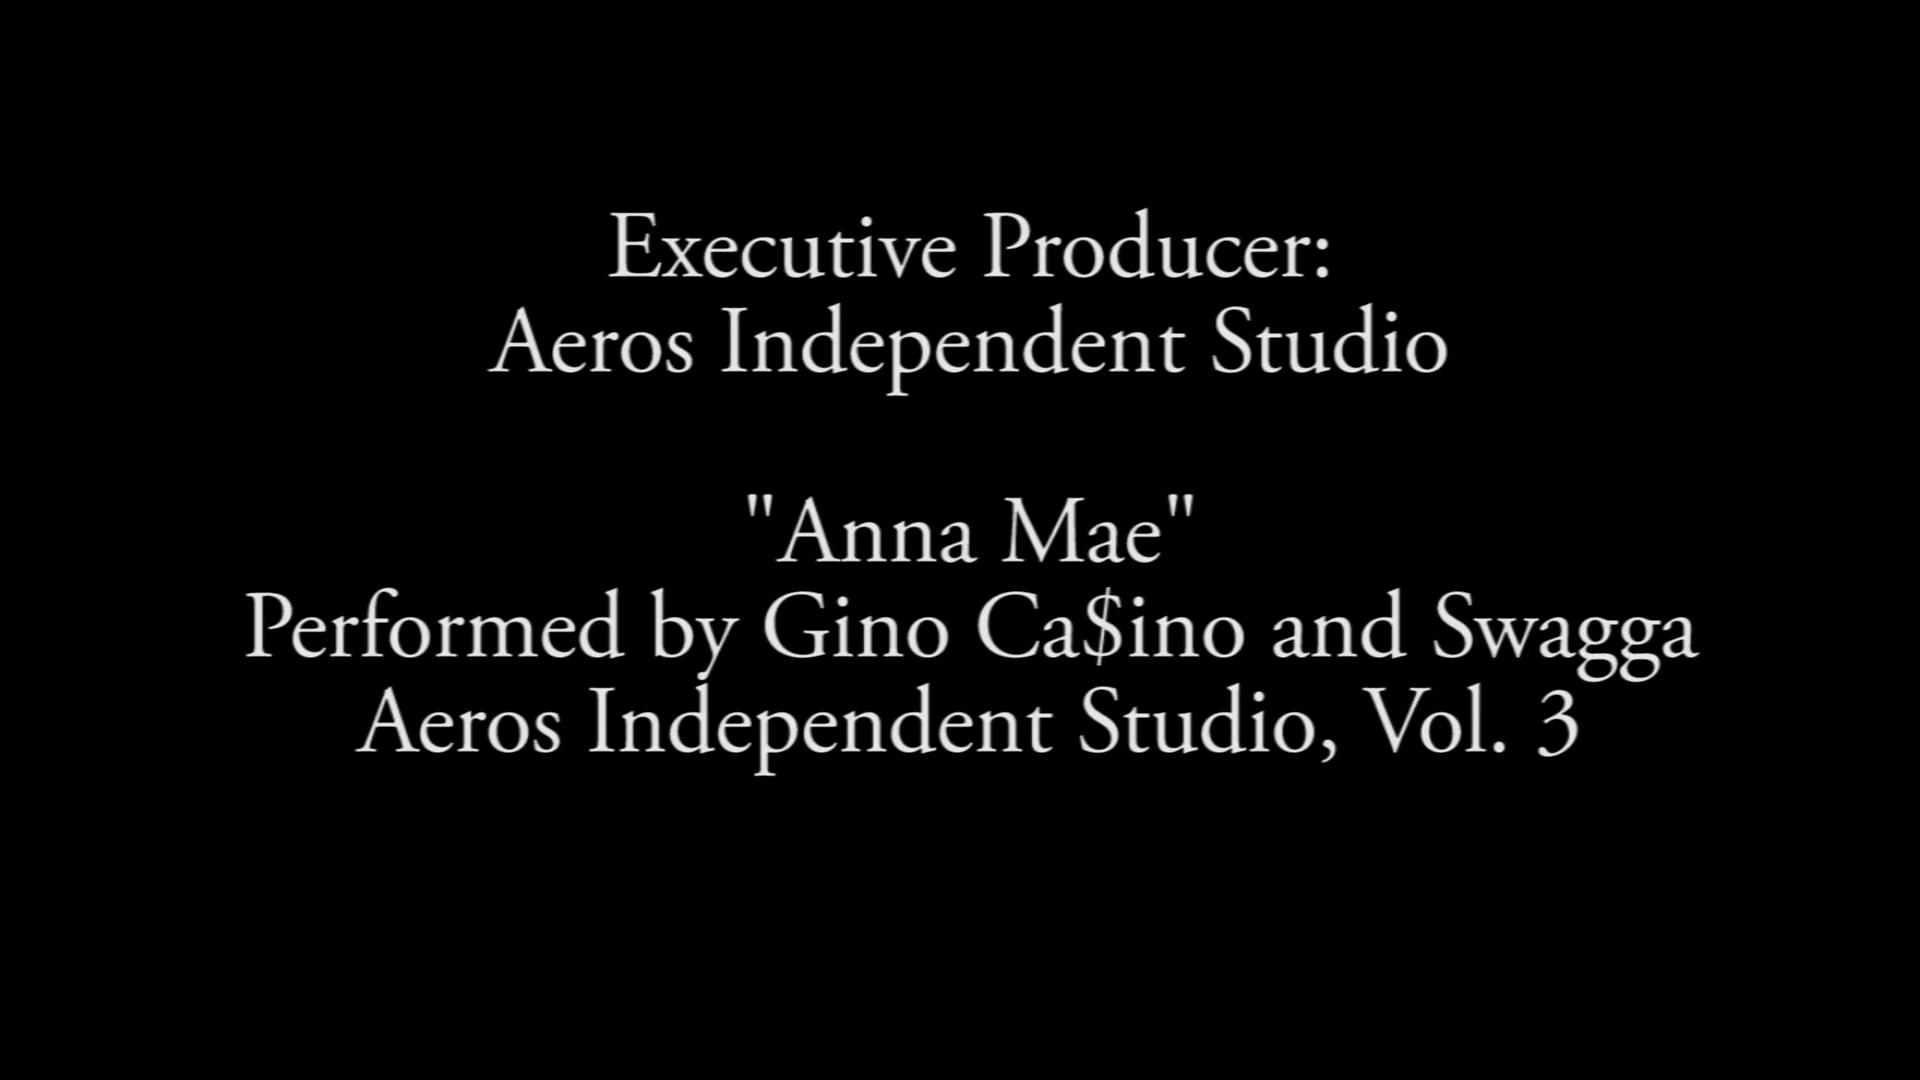 Executive Producer:
Aeros Independent Studio
"Anna Mae"
Performed by Gino Ca$ino and Swagga
Aeros Independent Studio, Vol. 3